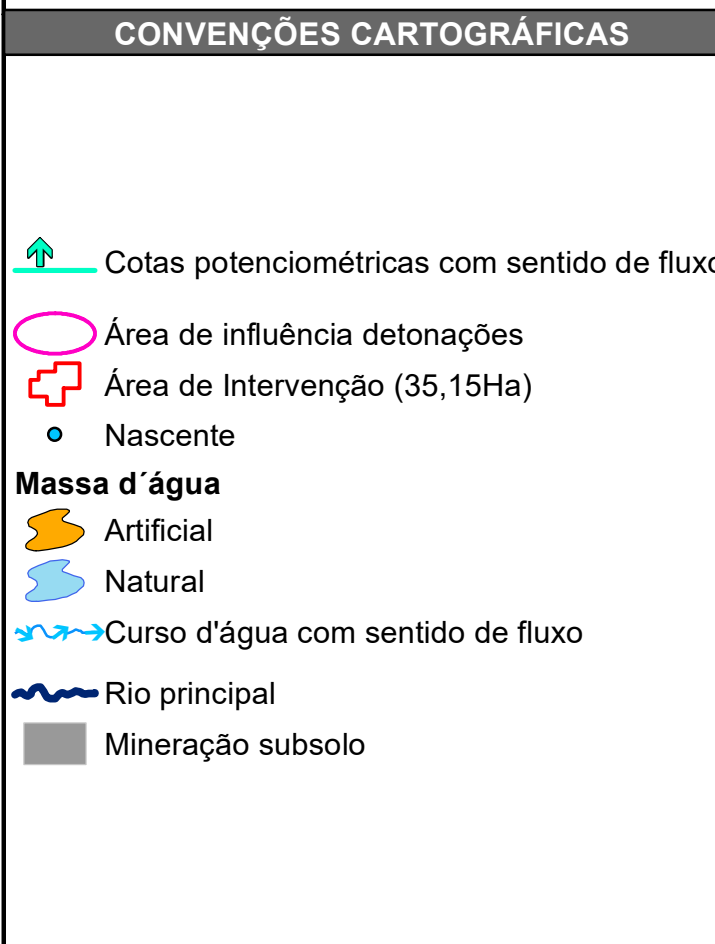 CONVENÇÕES CARTOGRÁFICAS
Cotas potenciométricas com sentido de fluxo
Área de influência detonações
Área de Intervenção (35,15Ha)
Nascente
Massa d´água
Artificial
Natural
Curso d'água com sentido de fluxo
Rio principal
Mineração subsolo